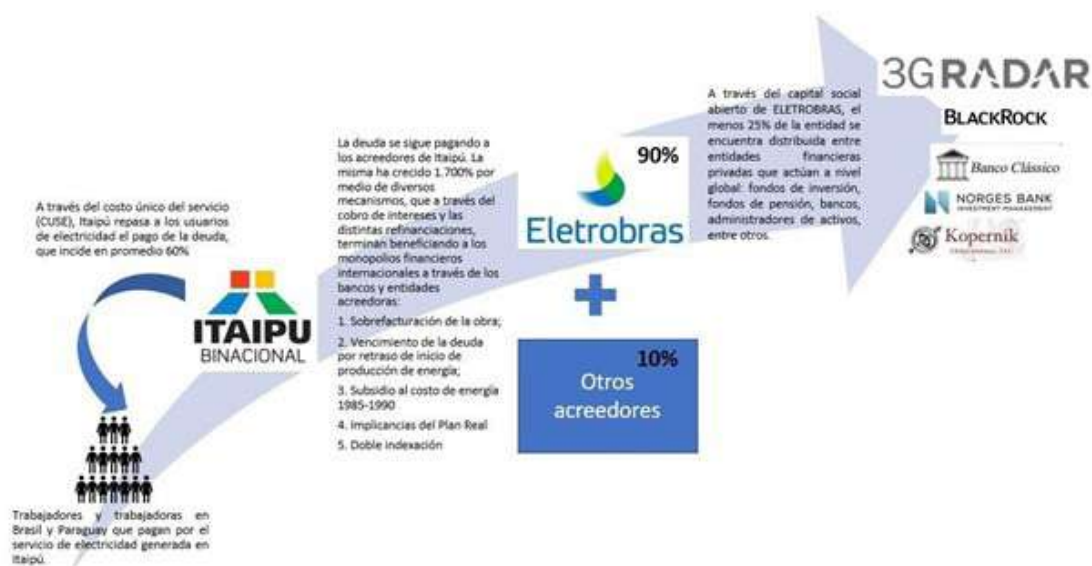 A través del costo único del servicio
(CUSE), Itaipú repasa a los usuarios
de electricidad el pago de la deuda,
que incide en promedio 60%
ITAIPU
BINACIONAL
Trabajadores y trabajadoras en
Brasil y Paraguay que pagan por el
servicio de electricidad generada en
Itaipú.
La deuda se sigue pagando a
los acreedores de Itaipú. La
misma ha crecido 1.700% por
medio de diversos
mecanismos, que a través del
cobro de intereses y las
distintas refinanciaciones,
terminan beneficiando a los
monopolios financieros
internacionales a través de los
bancos y entidades
acreedoras:
1. Sobrefacturación de la obra;
2. Vencimiento de la deuda
por retraso de inicio de
producción de energía;
3. Subsidio al costo de energía
1985-1990
4. Implicancias del Plan Real
5. Doble indexación
90%
Eletrobras
10%
Otros
acreedores
A través del capital social
abierto de ELETROBRAS, el
menos 25% de la entidad se
encuentra distribuida entre
entidades financieras
privadas que actúan a nivel
global: fondos de inversión,
fondos de pensión, bancos,
administradores de activos,
entre otros.
3G RADAR
BLACKROCK
Banco Clássico
NORGES BANK
INVESTMENT MANAGEMENT
Kopernik